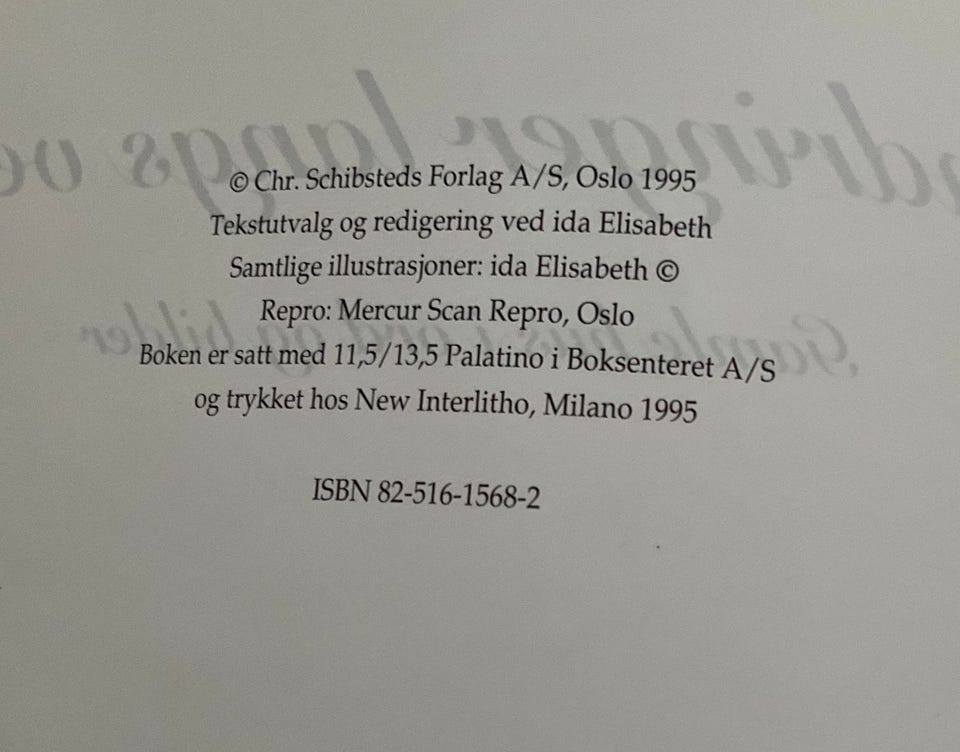 © Chr. Schibsteds Forlag A/S, Oslo 1995
Tekstutvalg og redigering ved ida Elisabeth
Samtlige illustrasjoner: ida Elisabeth ©
Repro: Mercur Scan Repro, Oslo
Boken er satt med 11,5/13,5 Palatino i Boksenteret A/S
og trykket hos New Interlitho, Milano 1995
ISBN 82-516-1568-2